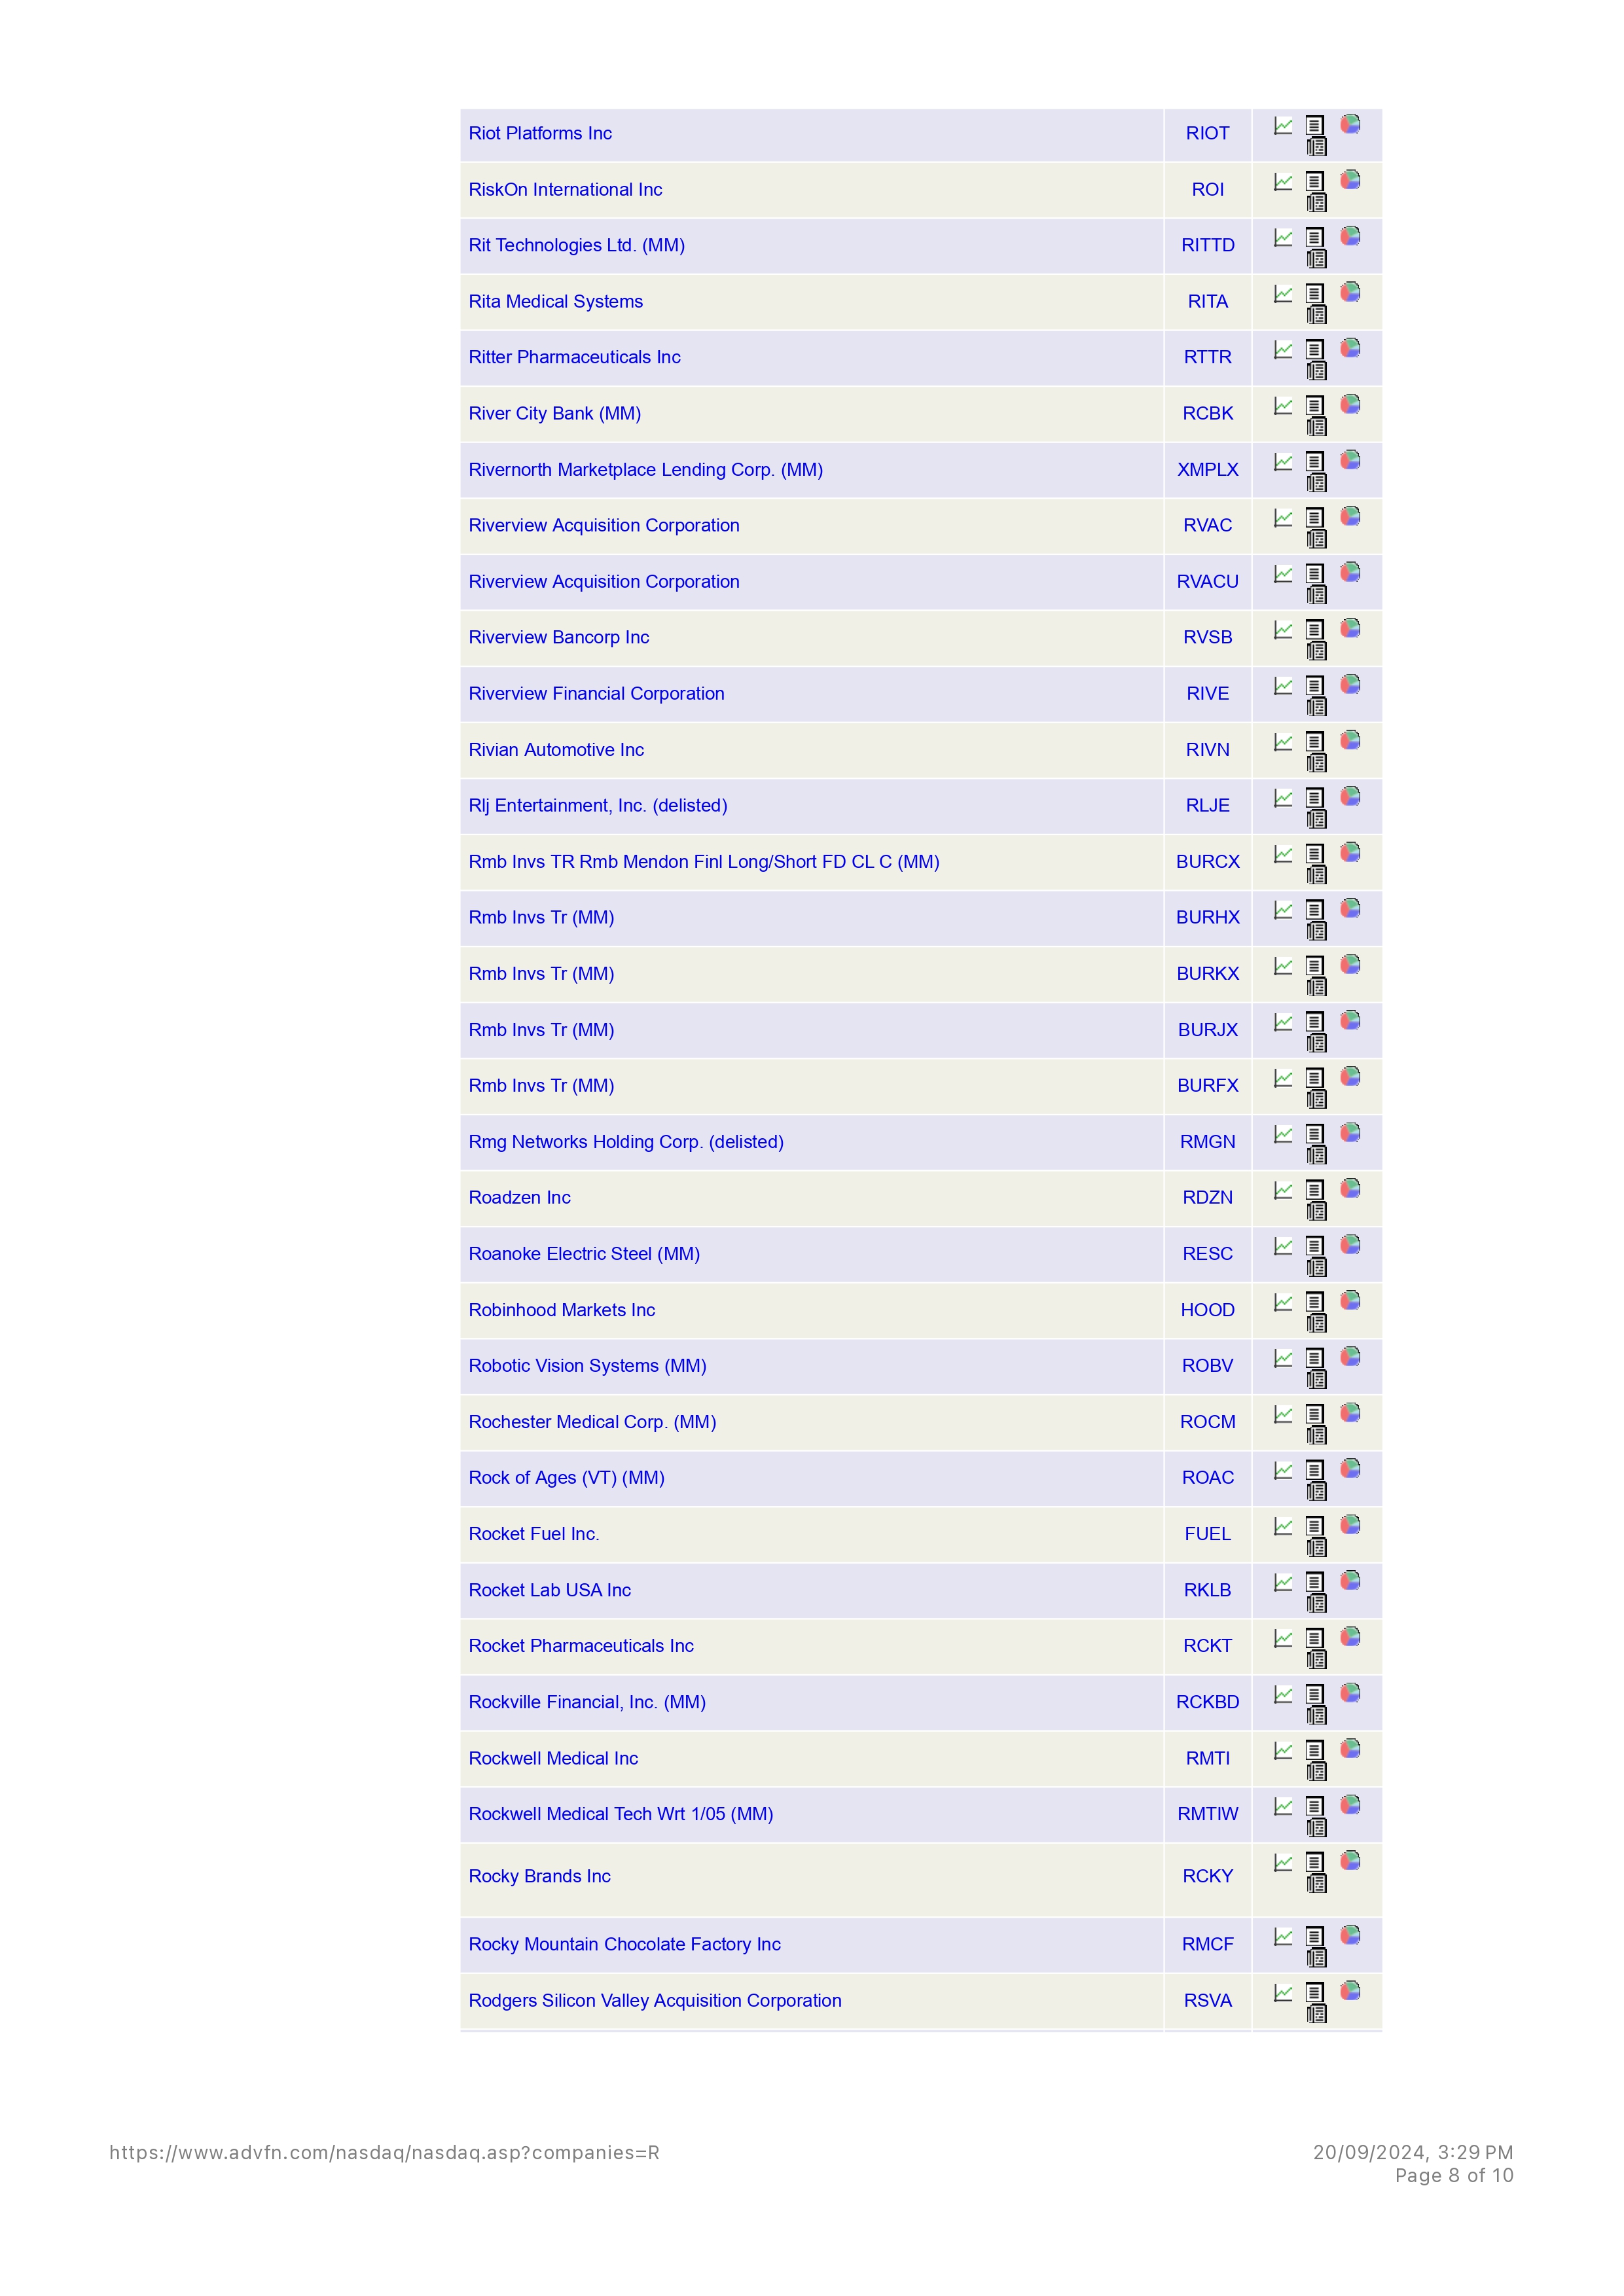 Riot Platforms Inc RIOT
RiskOn International Inc ROI
Rit Technologies Ltd. (MM) RITTD
Rita Medical Systems RITA
Ritter Pharmaceuticals Inc RTTR
River City Bank (MM) RCBK
Rivernorth Marketplace Lending Corp. (MM) XMPLX
Riverview Acquisition Corporation RVAC
Riverview Acquisition Corporation RVACU
Riverview Bancorp Inc RVSB
Riverview Financial Corporation RIVE
Rivian Automotive Inc RIVN
Rlj Entertainment, Inc. (delisted) RLJE
Rmb Invs TR Rmb Mendon Finl Long/Short FD CL C (MM) BURCX
Rmb Invs Tr (MM) BURHX
Rmb Invs Tr (MM) BURKX
Rmb Invs Tr (MM) BURJX
Rmb Invs Tr (MM) BURFX
Rmg Networks Holding Corp. (delisted) RMGN
Roadzen Inc RDZN
Roanoke Electric Steel (MM) RESC
Robinhood Markets Inc HOOD
Robotic Vision Systems (MM) ROBV
Rochester Medical Corp. (MM) ROCM
Rock of Ages (VT) (MM) ROAC
Rocket Fuel Inc. FUEL
Rocket Lab USA Inc RKLB
Rocket Pharmaceuticals Inc RCKT
Rockville Financial, Inc. (MM) RCKBD
Rockwell Medical Inc RMTI
Rockwell Medical Tech Wrt 1/05 (MM) RMTIW
Rocky Brands Inc RCKY
Rocky Mountain Chocolate Factory Inc RMCF
Rodgers Silicon Valley Acquisition Corporation RSVA
https://www.advfn.com/nasdaq/nasdaq.asp?companies=R 20/09/2024, 3:29 PM
Page 8 of 10